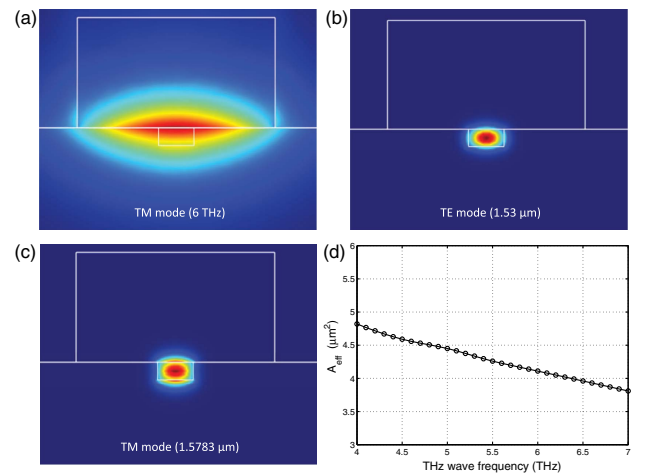 (a)
TM mode (6 THz)
(b)
TE mode (1.53 μm)
(c)
TM mode (1.5783 μm)
(d)
6
5.5
5
4.5
4
3.5
3
A_eff (μm²)
4 4.5 5 5.5 6 6.5 7
THz wave frequency (THz)